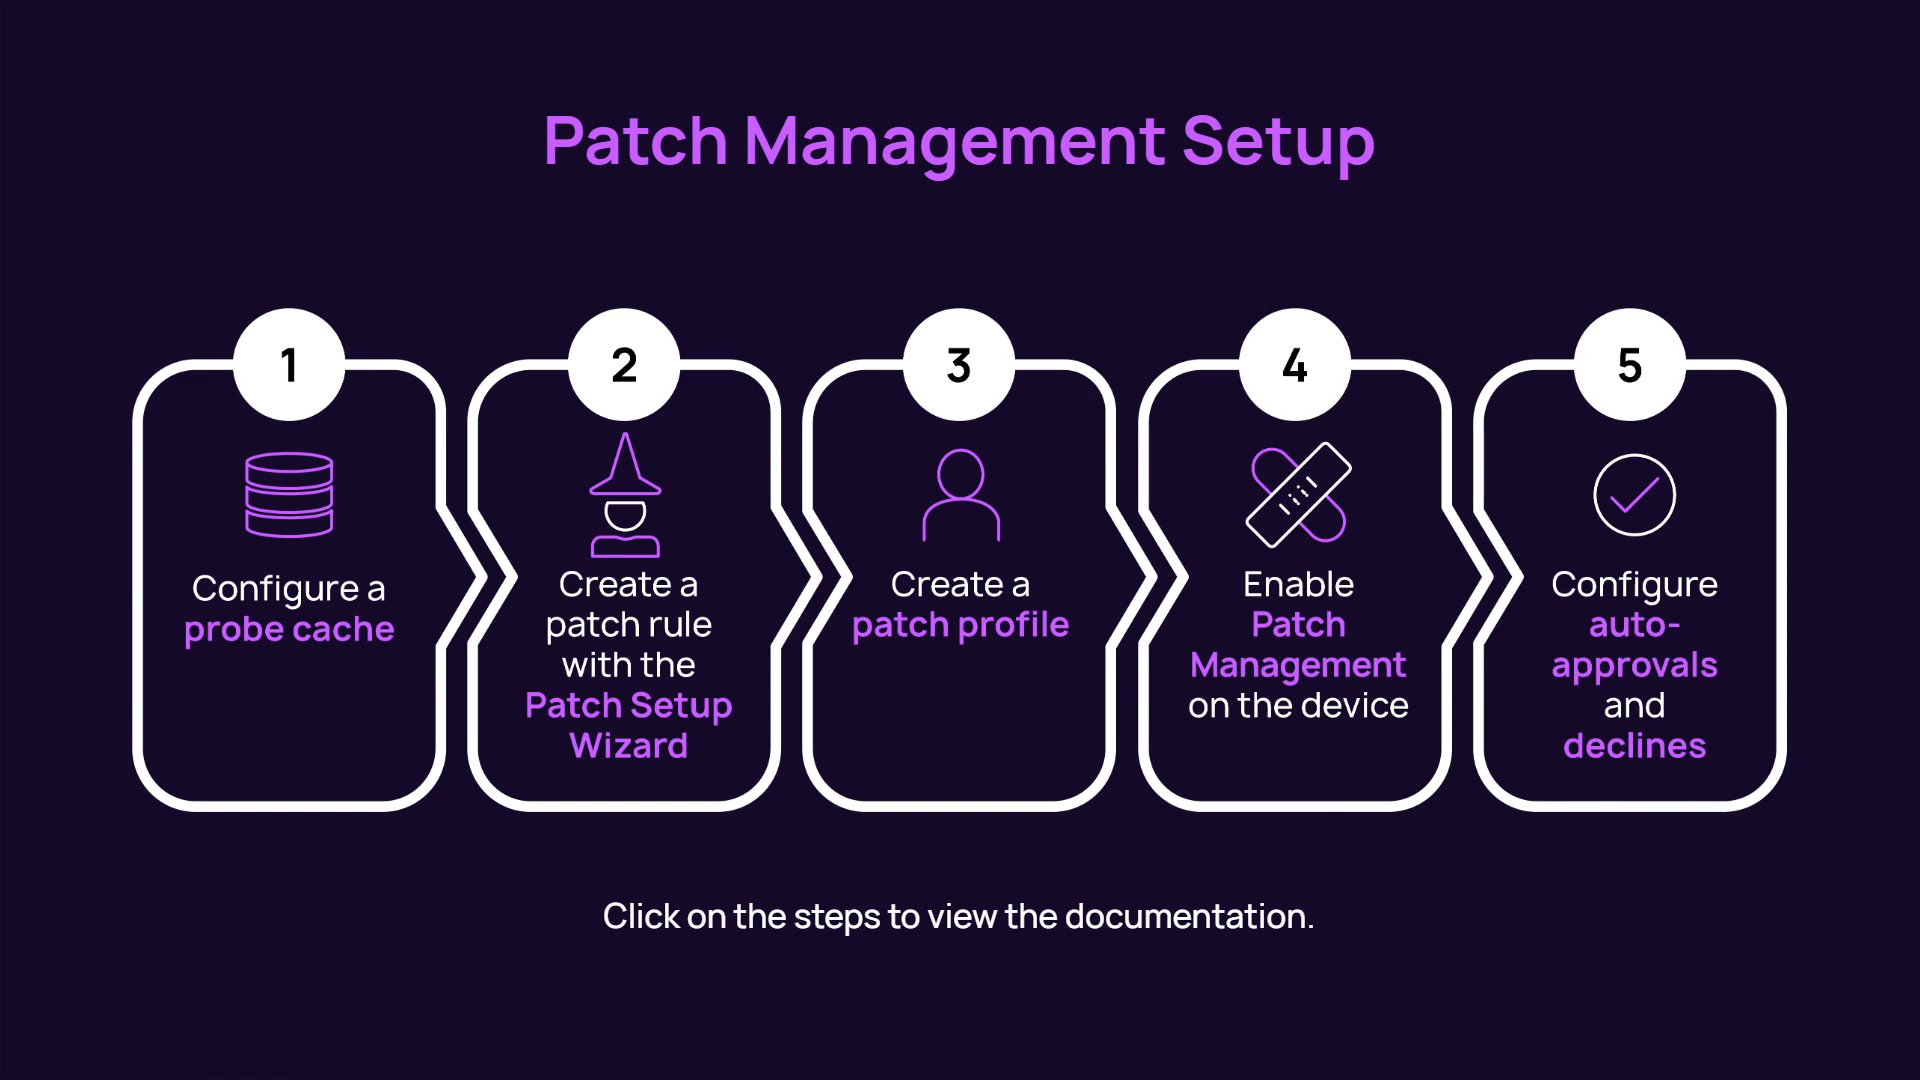 Patch Management Setup
1
Configure a
probe cache
2
Create a
patch rule
with the
Patch Setup
Wizard
3
Create a
patch profile
4
Enable
Patch
Management
on the device
5
Configure
auto-
approvals
and
declines
Click on the steps to view the documentation.